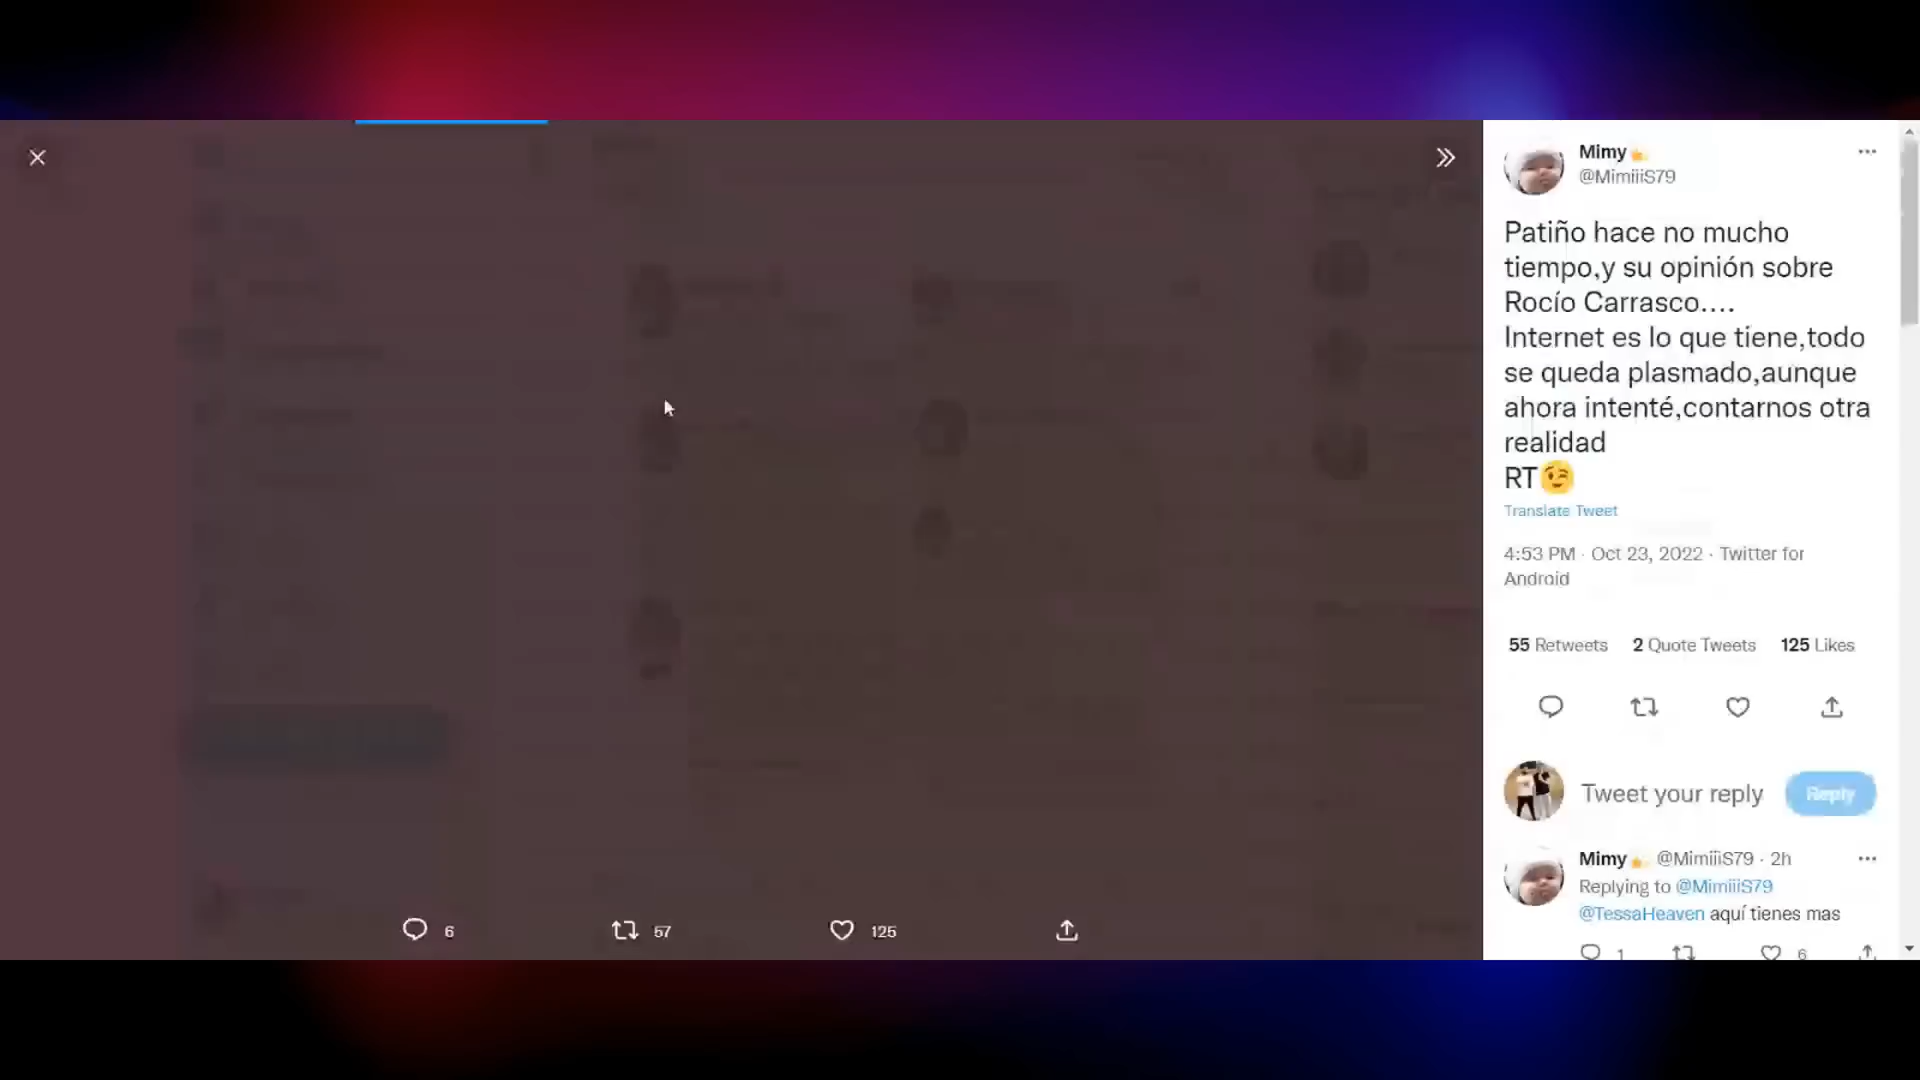 Mimy
@MimiiiS79
Patiño hace no mucho
tiempo,y su opinión sobre
Rocío Carrasco....
Internet es lo que tiene,todo
se queda plasmado,aunque
ahora intenté,contarnos otra
realidad
RT😉
Translate Tweet
4:53 PM · Oct 23, 2022 · Twitter for
Android
55 Retweets 2 Quote Tweets 125 Likes
Tweet your reply Reply
Mimy @MimiiiS79 · 2h
Replying to @MimiiiS79
@TessaHeaven aquí tienes mas
1 6
6 57 125